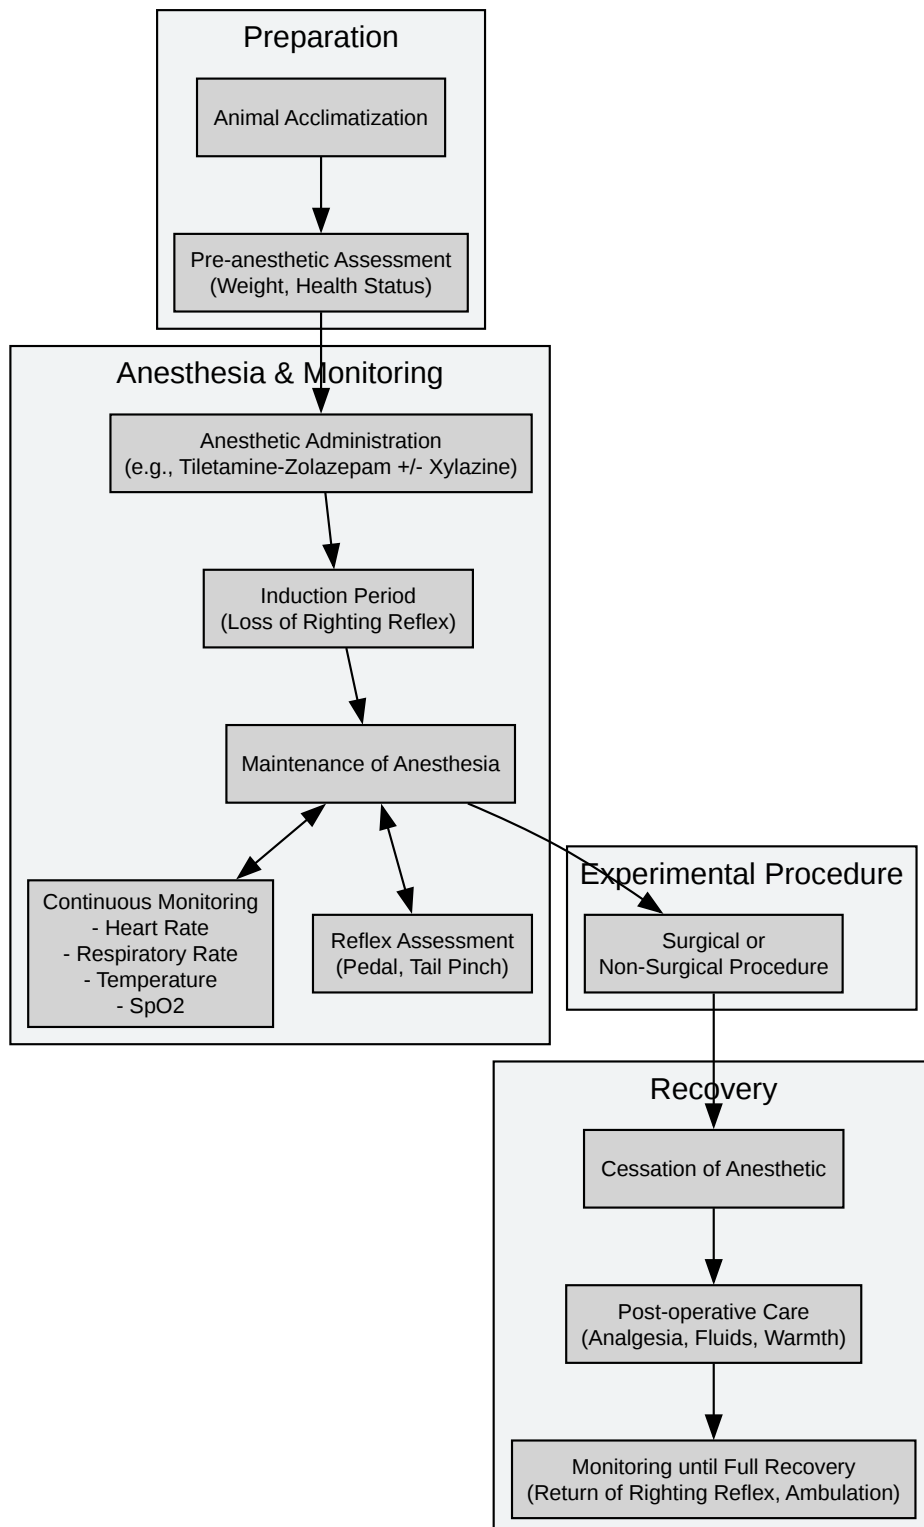 Preparation
Animal Acclimatization
Pre-anesthetic Assessment
(Weight, Health Status)
Anesthesia & Monitoring
Anesthetic Administration
(e.g., Tiletamine-Zolazepam +/- Xylazine)
Induction Period
(Loss of Righting Reflex)
Maintenance of Anesthesia
Continuous Monitoring
- Heart Rate
- Respiratory Rate
- Temperature
- SpO2
Reflex Assessment
(Pedal, Tail Pinch)
Experimental Procedure
Surgical or
Non-Surgical Procedure
Recovery
Cessation of Anesthetic
Post-operative Care
(Analgesia, Fluids, Warmth)
Monitoring until Full Recovery
(Return of Righting Reflex, Ambulation)